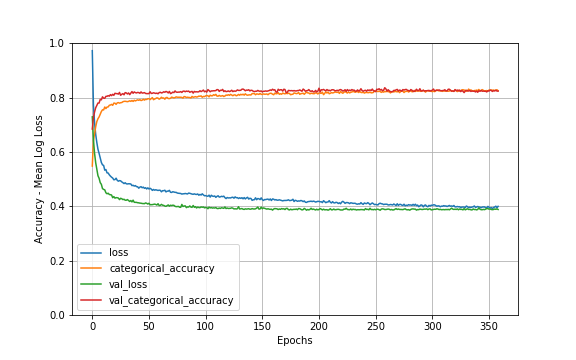 1.0
0.8
0.6
0.4
0.2
0.0
Accuracy - Mean Log Loss
loss
categorical_accuracy
val_loss
val_categorical_accuracy
0 50 100 150 200 250 300 350
Epochs